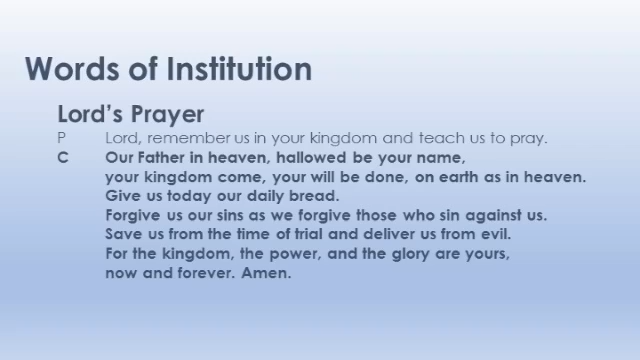 Words of Institution
Lord's Prayer
P Lord, remember us in your kingdom and teach us to pray.
C Our Father in heaven, hallowed be your name,
your kingdom come, your will be done, on earth as in heaven.
Give us today our daily bread.
Forgive us our sins as we forgive those who sin against us.
Save us from the time of trial and deliver us from evil.
For the kingdom, the power, and the glory are yours,
now and forever. Amen.